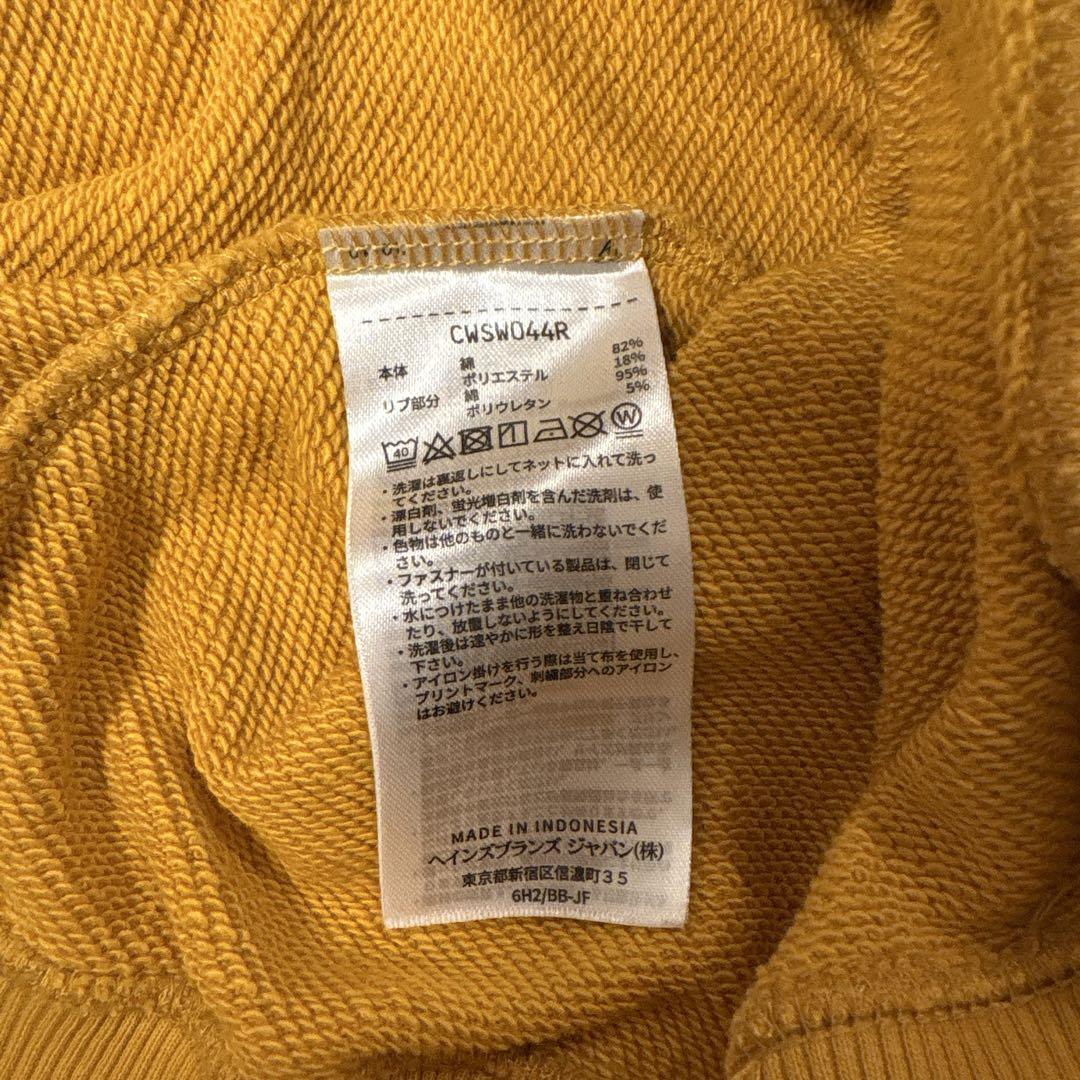 CWSW044R
本体 綿 82%
ポリエステル 18%
リブ部分 綿 95%
ポリウレタン 5%
40 W
・洗濯は裏返しにしてネットに入れて洗っ
てください。
・漂白剤、蛍光増白剤を含んだ洗剤は、使
用しないでください。
・色物は他のものと一緒に洗わないでくだ
さい。
・ファスナーが付いている製品は、閉じて
洗ってください。
・水につけたまま他の洗濯物と重ね合わせ
たり、放置しないようにしてください。
・洗濯後は速やかに形を整え日陰で干して
下さい。
・アイロン掛けを行う際は当て布を使用し、
プリントマーク、刺繍部分へのアイロン
はお避けください。
MADE IN INDONESIA
ヘインズブランズ ジャパン(株)
東京都新宿区信濃町35
6H2/BB-JF